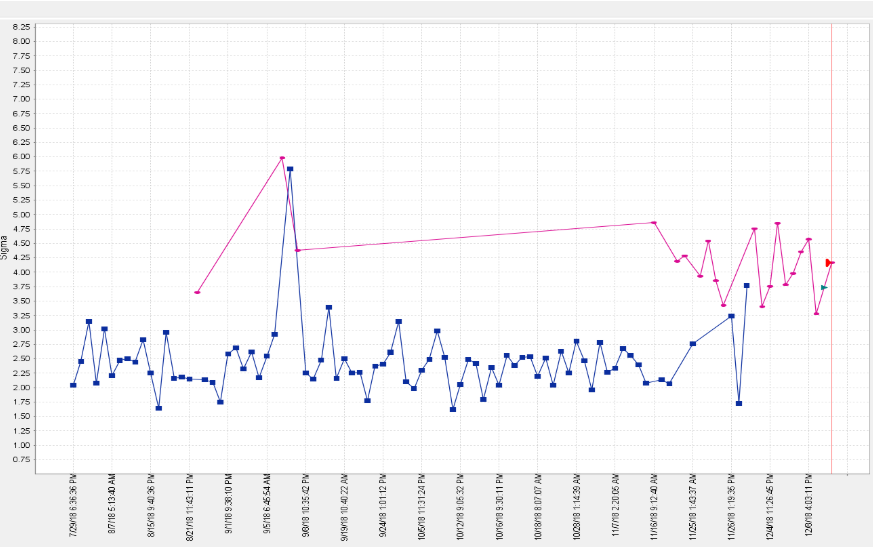 8.25
8.00
7.75
7.50
7.25
7.00
6.75
6.50
6.25
6.00
5.75
5.50
5.25
5.00
4.75
4.50
4.25
4.00
3.75
3.50
3.25
3.00
2.75
2.50
2.25
2.00
1.75
1.50
1.25
1.00
0.75
Sigma
7/29/18 6:36:36 PM
8/7/18 5:13:40 AM
8/15/18 9:40:36 PM
8/21/18 11:43:11 PM
9/1/18 9:38:10 PM
9/5/18 6:45:54 AM
9/8/18 10:35:42 PM
9/19/18 10:40:22 AM
9/24/18 1:01:12 PM
10/5/18 11:31:24 PM
10/12/18 9:05:32 PM
10/16/18 9:30:11 PM
10/18/18 8:07:07 AM
10/28/18 1:14:39 AM
11/7/18 2:20:05 AM
11/16/18 9:12:40 AM
11/25/18 1:43:37 AM
11/26/18 1:19:35 PM
12/4/18 11:26:45 PM
12/8/18 4:03:11 PM